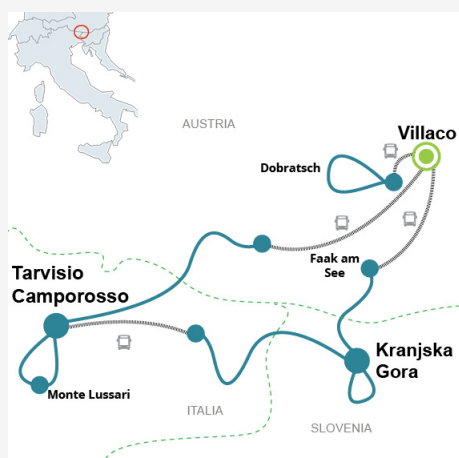 AUSTRIA
Villaco
Dobratsch
Faak am
See
Tarvisio
Camporosso
Kranjska
Gora
Monte Lussari
ITALIA
SLOVENIA